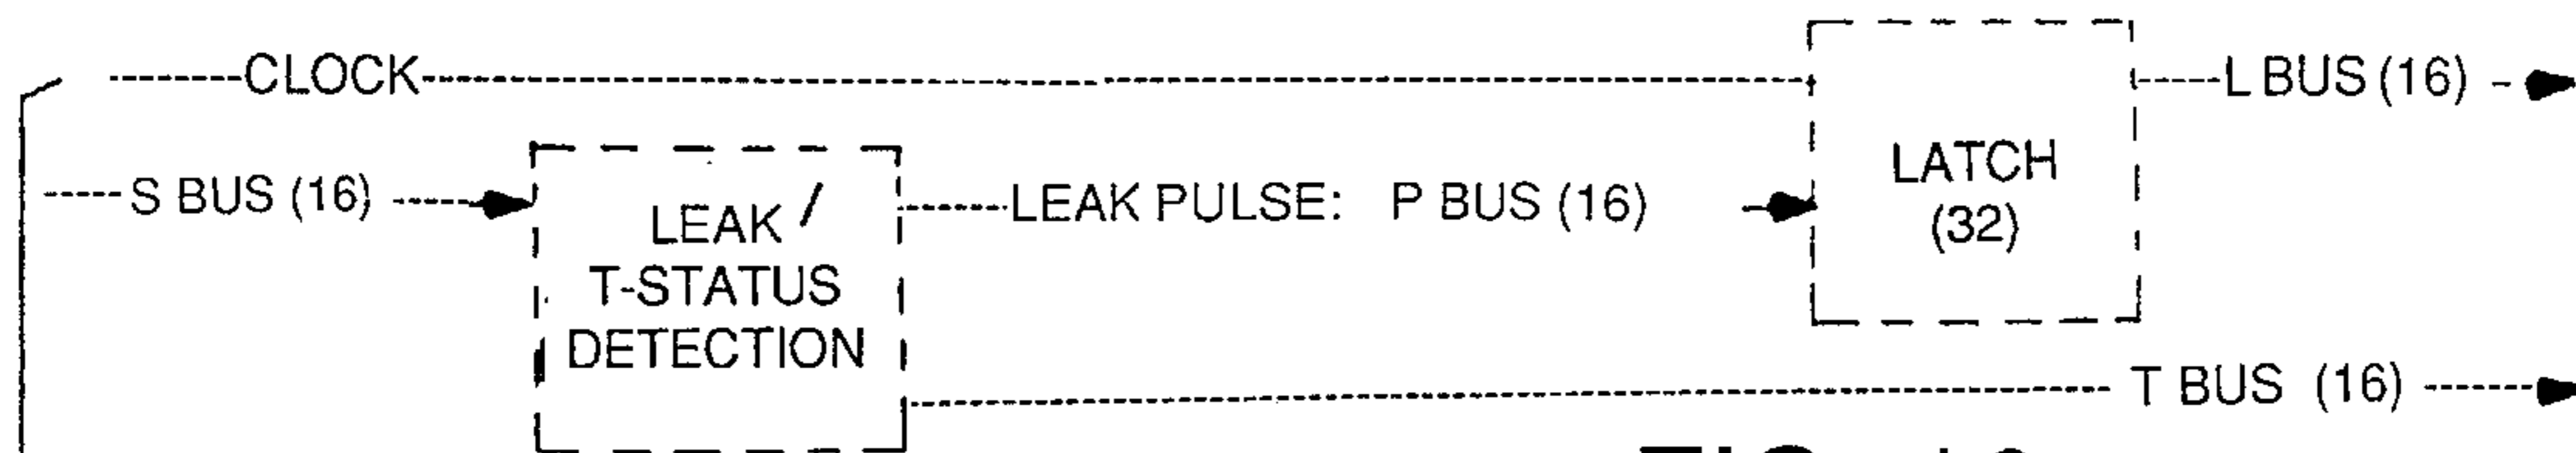 CLOCK
L BUS (16)
S BUS (16)
LEAK /
T-STATUS
DETECTION
LEAK PULSE: P BUS (16)
LATCH
(32)
T BUS (16)